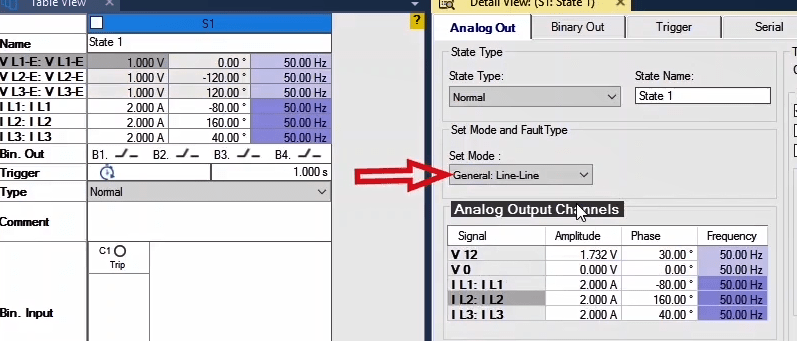 Table View
S1
?
Name
State 1
V L1-E: V L1-E 1.000 V 0.00 ° 50.00 Hz
V L2-E: V L2-E 1.000 V -120.00 ° 50.00 Hz
V L3-E: V L3-E 1.000 V 120.00 ° 50.00 Hz
I L1: I L1 2.000 A -80.00 ° 50.00 Hz
I L2: I L2 2.000 A 160.00 ° 50.00 Hz
I L3: I L3 2.000 A 40.00 ° 50.00 Hz
Bin. Out B1. B2. B3. B4.
Trigger 1.000 s
Type Normal
Comment
C1
Trip
Bin. Input
Detail View: (S1: State 1)
Analog Out Binary Out Trigger Serial
State Type
State Type: State Name:
Normal State 1
Set Mode and FaultType
Set Mode :
General: Line-Line
Analog Output Channels
Signal Amplitude Phase Frequency
V 12 1.732 V 30.00 ° 50.00 Hz
V 0 0.000 V 0.00 ° 50.00 Hz
I L1: I L1 2.000 A -80.00 ° 50.00 Hz
I L2: I L2 2.000 A 160.00 ° 50.00 Hz
I L3: I L3 2.000 A 40.00 ° 50.00 Hz